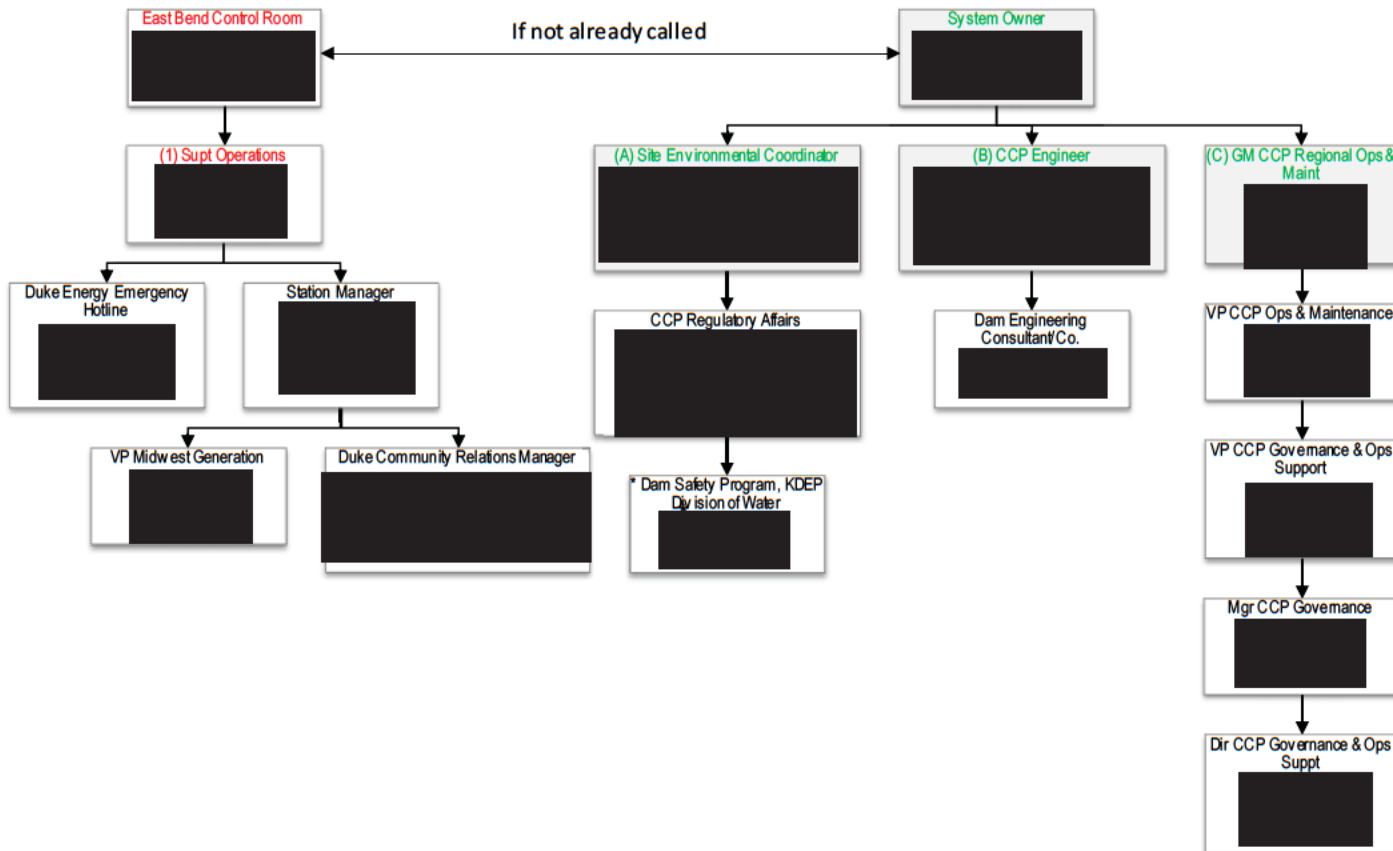 East Bend Control Room
If not already called
System Owner
(1) Supt Operations
(A) Site Environmental Coordinator
(B) CCP Engineer
(C) GM CCP Regional Ops &
Maint
Duke Energy Emergency
Hotline
Station Manager
CCP Regulatory Affairs
Dam Engineering
Consultant/Co.
VP CCP Ops & Maintenance
VP Midwest Generation
Duke Community Relations Manager
* Dam Safety Program, KDEP
Division of Water
VP CCP Governance & Ops
Support
Mgr CCP Governance
Dir CCP Governance & Ops
Suppt